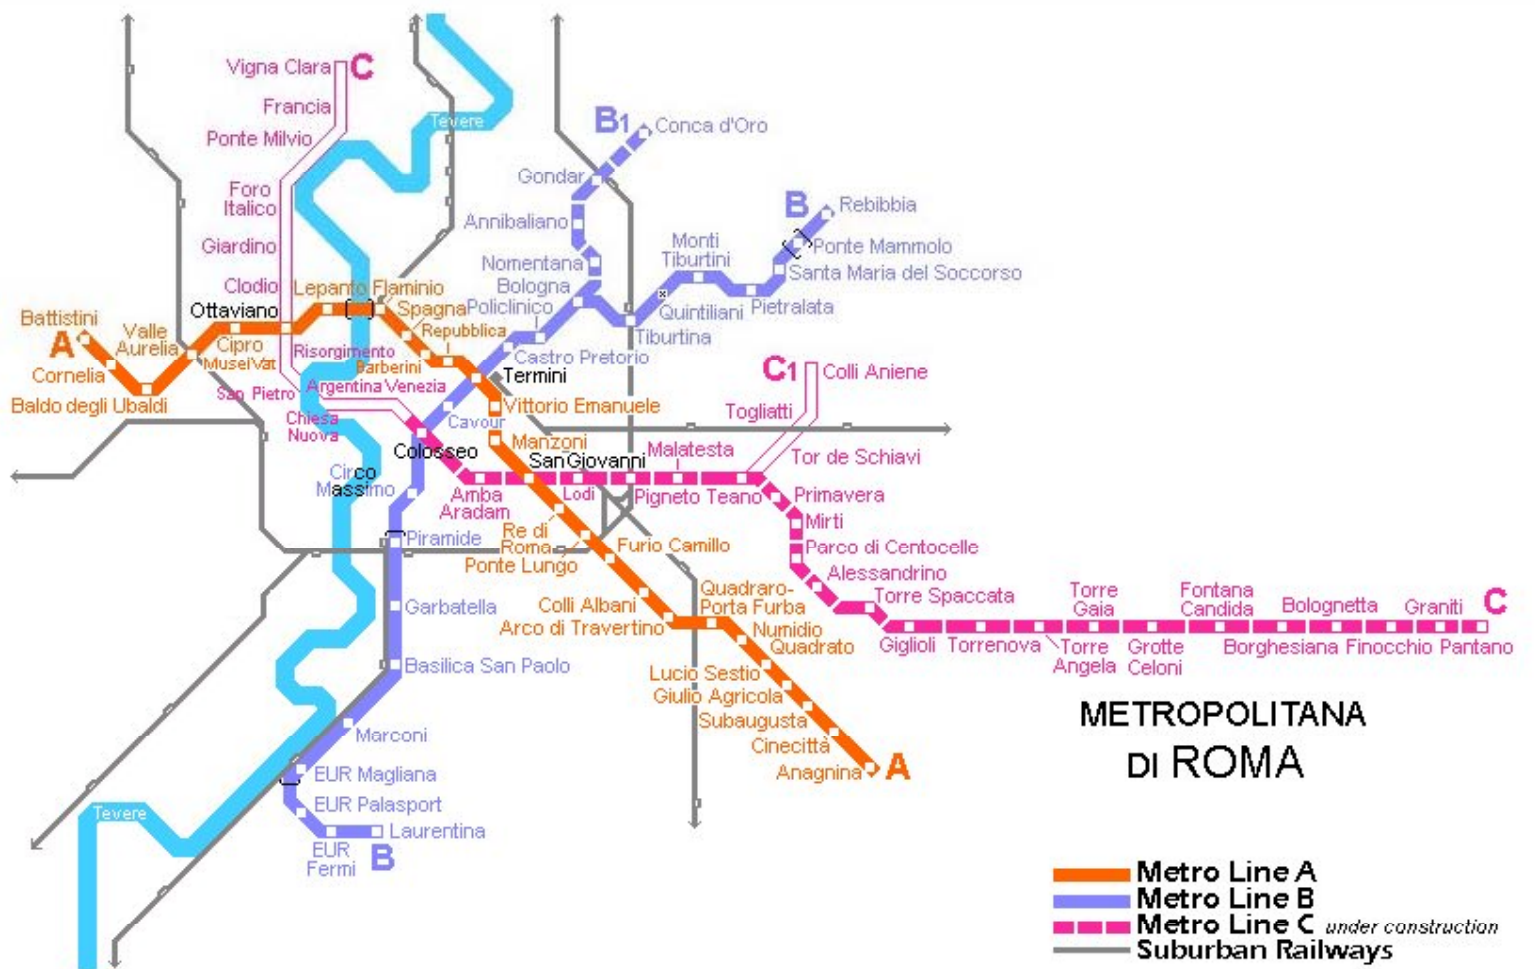 Vigna Clara
C
Francia
Ponte Milvio
Foro
Italico
Giardino
Clodio
Tevere
B1
Conca d'Oro
Gondar
Annibaliano
Nomentana
Bologna
Policlinico
B
Rebibbia
Ponte Mammolo
Monti
Tiburtini
Santa Maria del Soccorso
Pietralata
Quintiliani
Tiburtina
Castro Pretorio
Battistini
A
Cornelia
Baldo degli Ubaldi
Valle
Aurelia
Ottaviano
Cipro
MuseiVat
Lepanto
Flaminio
Spagna
Repubblica
Barberini
Risorgimento
San Pietro
Argentina
Venezia
Chiesa
Nuova
Termini
Vittorio Emanuele
Cavour
Manzoni
Colosseo
San Giovanni
Circo
Massimo
Amba
Aradam
Lodi
Pigneto
Malatesta
Teano
C1
Colli Aniene
Togliatti
Tor de Schiavi
Primavera
Mirti
Parco di Centocelle
Alessandrino
Torre Spaccata
Giglioli
Torrenova
Torre
Angela
Torre
Gaia
Grotte
Celoni
Fontana
Candida
Borghesiana
Bolognetta
Finocchio
Graniti
Pantano
C
Re di
Roma
Ponte Lungo
Furio Camillo
Colli Albani
Arco di Travertino
Quadraro-
Porta Furba
Numidio
Quadrato
Lucio Sestio
Giulio Agricola
Subaugusta
Cinecittà
Anagnina
A
Piramide
Garbatella
Basilica San Paolo
Marconi
EUR Magliana
EUR Palasport
EUR
Fermi
Laurentina
B
Tevere
METROPOLITANA
DI ROMA
Metro Line A
Metro Line B
Metro Line C under construction
Suburban Railways